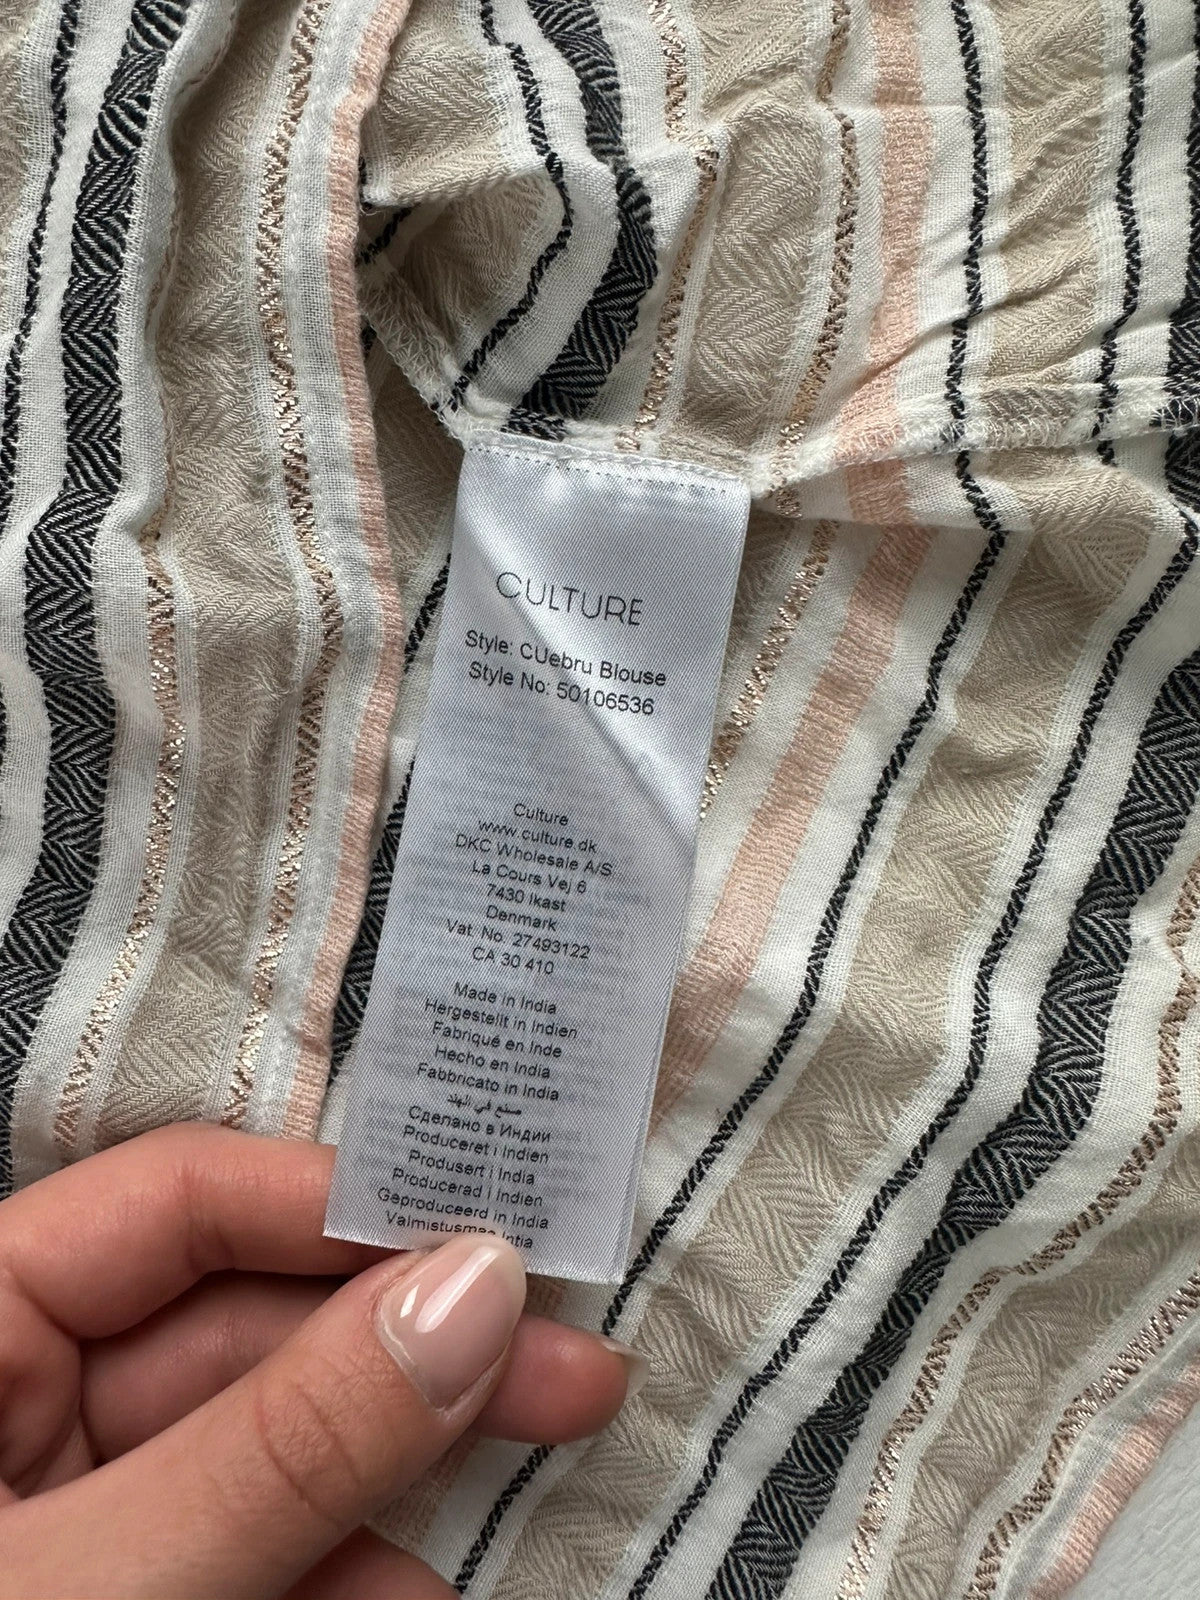 CULTURE
Style: CUebru Blouse
Style No: 50106536
Culture
www.culture.dk
DKC Wholesale A/S
La Cours Vej 6
7430 Ikast
Denmark
Vat. No. 27493122
CA 30 410
Made in India
Hergestellt in Indien
Fabriqué en Inde
Hecho en India
Fabbricato in India
صنع في الهند
Сделано в Индии
Produceret i Indien
Produsert i India
Producerad i Indien
Geproduceerd in India
Valmistusmaa Intia